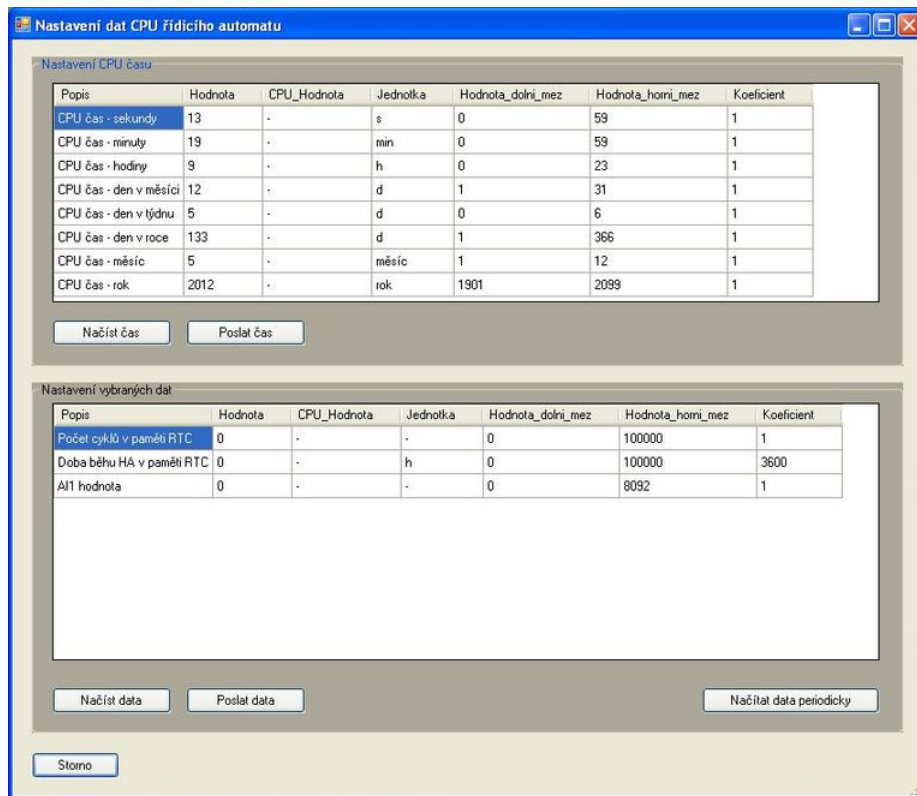 Nastavení dat CPU řídicího automatu
Nastavení CPU času
Popis Hodnota CPU_Hodnota Jednotka Hodnota_dolni_mez Hodnota_horni_mez Koeficient
CPU čas - sekundy 13 - s 0 59 1
CPU čas - minuty 19 - min 0 59 1
CPU čas - hodiny 9 - h 0 23 1
CPU čas - den v měsíci 12 - d 1 31 1
CPU čas - den v týdnu 5 - d 0 6 1
CPU čas - den v roce 133 - d 1 366 1
CPU čas - měsíc 5 - měsíc 1 12 1
CPU čas - rok 2012 - rok 1901 2099 1
Načíst čas Poslat čas
Nastavení vybraných dat
Popis Hodnota CPU_Hodnota Jednotka Hodnota_dolni_mez Hodnota_horni_mez Koeficient
Počet cyklů v paměti RTC 0 - - 0 100000 1
Doba běhu HA v paměti RTC 0 - h 0 100000 3600
AI1 hodnota 0 - - 0 8092 1
Načíst data Poslat data Načítat data periodicky
Storno